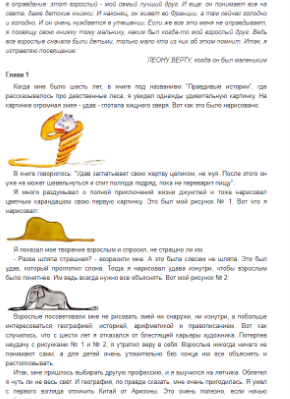 в оправдание: этот взрослый - мой самый лучший друг. И еще: он понимает все на
свете, даже детские книжки. И наконец, он живет во Франции, а там сейчас голодно
и холодно. И он очень нуждается в утешении. Если же все это меня не оправдывает,
я посвящу свою книжку тому мальчику, каким был когда-то мой взрослый друг. Ведь
все взрослые сначала были детьми, только мало кто из них об этом помнит. Итак, я
исправляю посвящение:
ЛЕОНУ ВЕРТУ, когда он был маленьким
Глава 1
Когда мне было шесть лет, в книге под названием "Правдивые истории", где
рассказывалось про девственные леса, я увидел однажды удивительную картинку. На
картинке огромная змея - удав - глотала хищного зверя. Вот как это было нарисовано:
В книге говорилось: "Удав заглатывает свою жертву целиком, не жуя. После этого он
уже не может шевельнуться и спит полгода подряд, пока не переварит пищу".
Я много раздумывал о полной приключений жизни джунглей и тоже нарисовал
цветным карандашом свою первую картинку. Это был мой рисунок № 1. Вот что я
нарисовал:
Я показал мое творение взрослым и спросил, не страшно ли им.
- Разве шляпа страшная? - возразили мне. А это была совсем не шляпа. Это был
удав, который проглотил слона. Тогда я нарисовал удава изнутри, чтобы взрослым
было понятнее. Им ведь всегда нужно все объяснять. Вот мой рисунок № 2:
Взрослые посоветовали мне не рисовать змей ни снаружи, ни изнутри, а побольше
интересоваться географией, историей, арифметикой и правописанием. Вот как
случилось, что с шести лет я отказался от блестящей карьеры художника. Потерпев
неудачу с рисунками № 1 и № 2, я утратил веру в себя. Взрослые никогда ничего не
понимают сами, а для детей очень утомительно без конца им все объяснять и
растолковывать.
Итак, мне пришлось выбирать другую профессию, и я выучился на летчика. Облетел
я чуть ли не весь свет. И география, по правде сказать, мне очень пригодилась. Я умел
с первого взгляда отличить Китай от Аризоны. Это очень полезно, если ночью